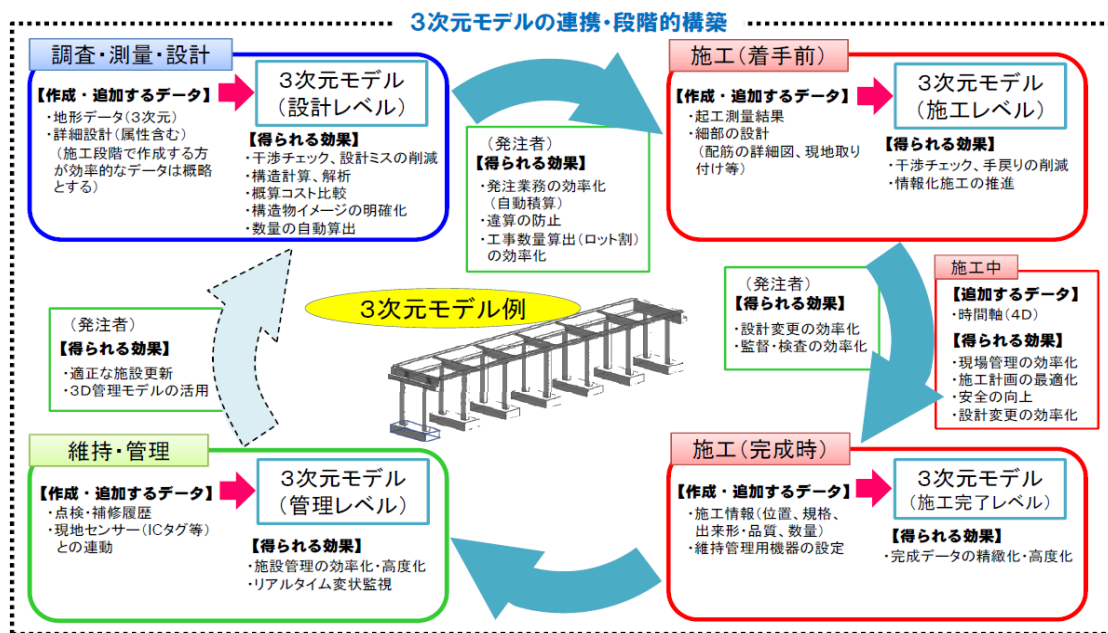 3次元モデルの連携・段階的構築
調査・測量・設計
【作成・追加するデータ】
・地形データ(3次元)
・詳細設計(属性含む)
(施工段階で作成する方
が効率的なデータは概略
とする)
3次元モデル
(設計レベル)
【得られる効果】
・干渉チェック、設計ミスの削減
・構造計算、解析
・概算コスト比較
・構造物イメージの明確化
・数量の自動算出
(発注者)
【得られる効果】
・発注業務の効率化
(自動積算)
・違算の防止
・工事数量算出(ロット割)
の効率化
施工(着手前)
【作成・追加するデータ】
・起工測量結果
・細部の設計
(配筋の詳細図、現地取り
付け等)
3次元モデル
(施工レベル)
【得られる効果】
・干渉チェック、手戻りの削減
・情報化施工の推進
(発注者)
【得られる効果】
・設計変更の効率化
・監督・検査の効率化
施工中
【追加するデータ】
・時間軸(4D)
【得られる効果】
・現場管理の効率化
・施工計画の最適化
・安全の向上
・設計変更の効率化
3次元モデル例
(発注者)
【得られる効果】
・適正な施設更新
・3D管理モデルの活用
維持・管理
【作成・追加するデータ】
・点検・補修履歴
・現地センサー(ICタグ等)
との連動
3次元モデル
(管理レベル)
【得られる効果】
・施設管理の効率化・高度化
・リアルタイム変状監視
施工(完成時)
【作成・追加するデータ】
・施工情報(位置、規格、
出来形・品質、数量)
・維持管理用機器の設定
3次元モデル
(施工完了レベル)
【得られる効果】
・完成データの精緻化・高度化